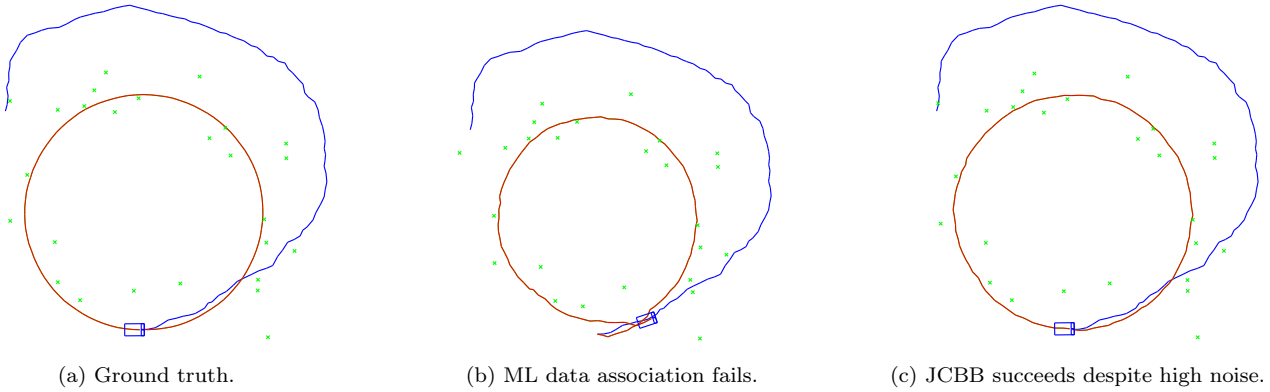 (a) Ground truth.
(b) ML data association fails.
(c) JCBB succeeds despite high noise.